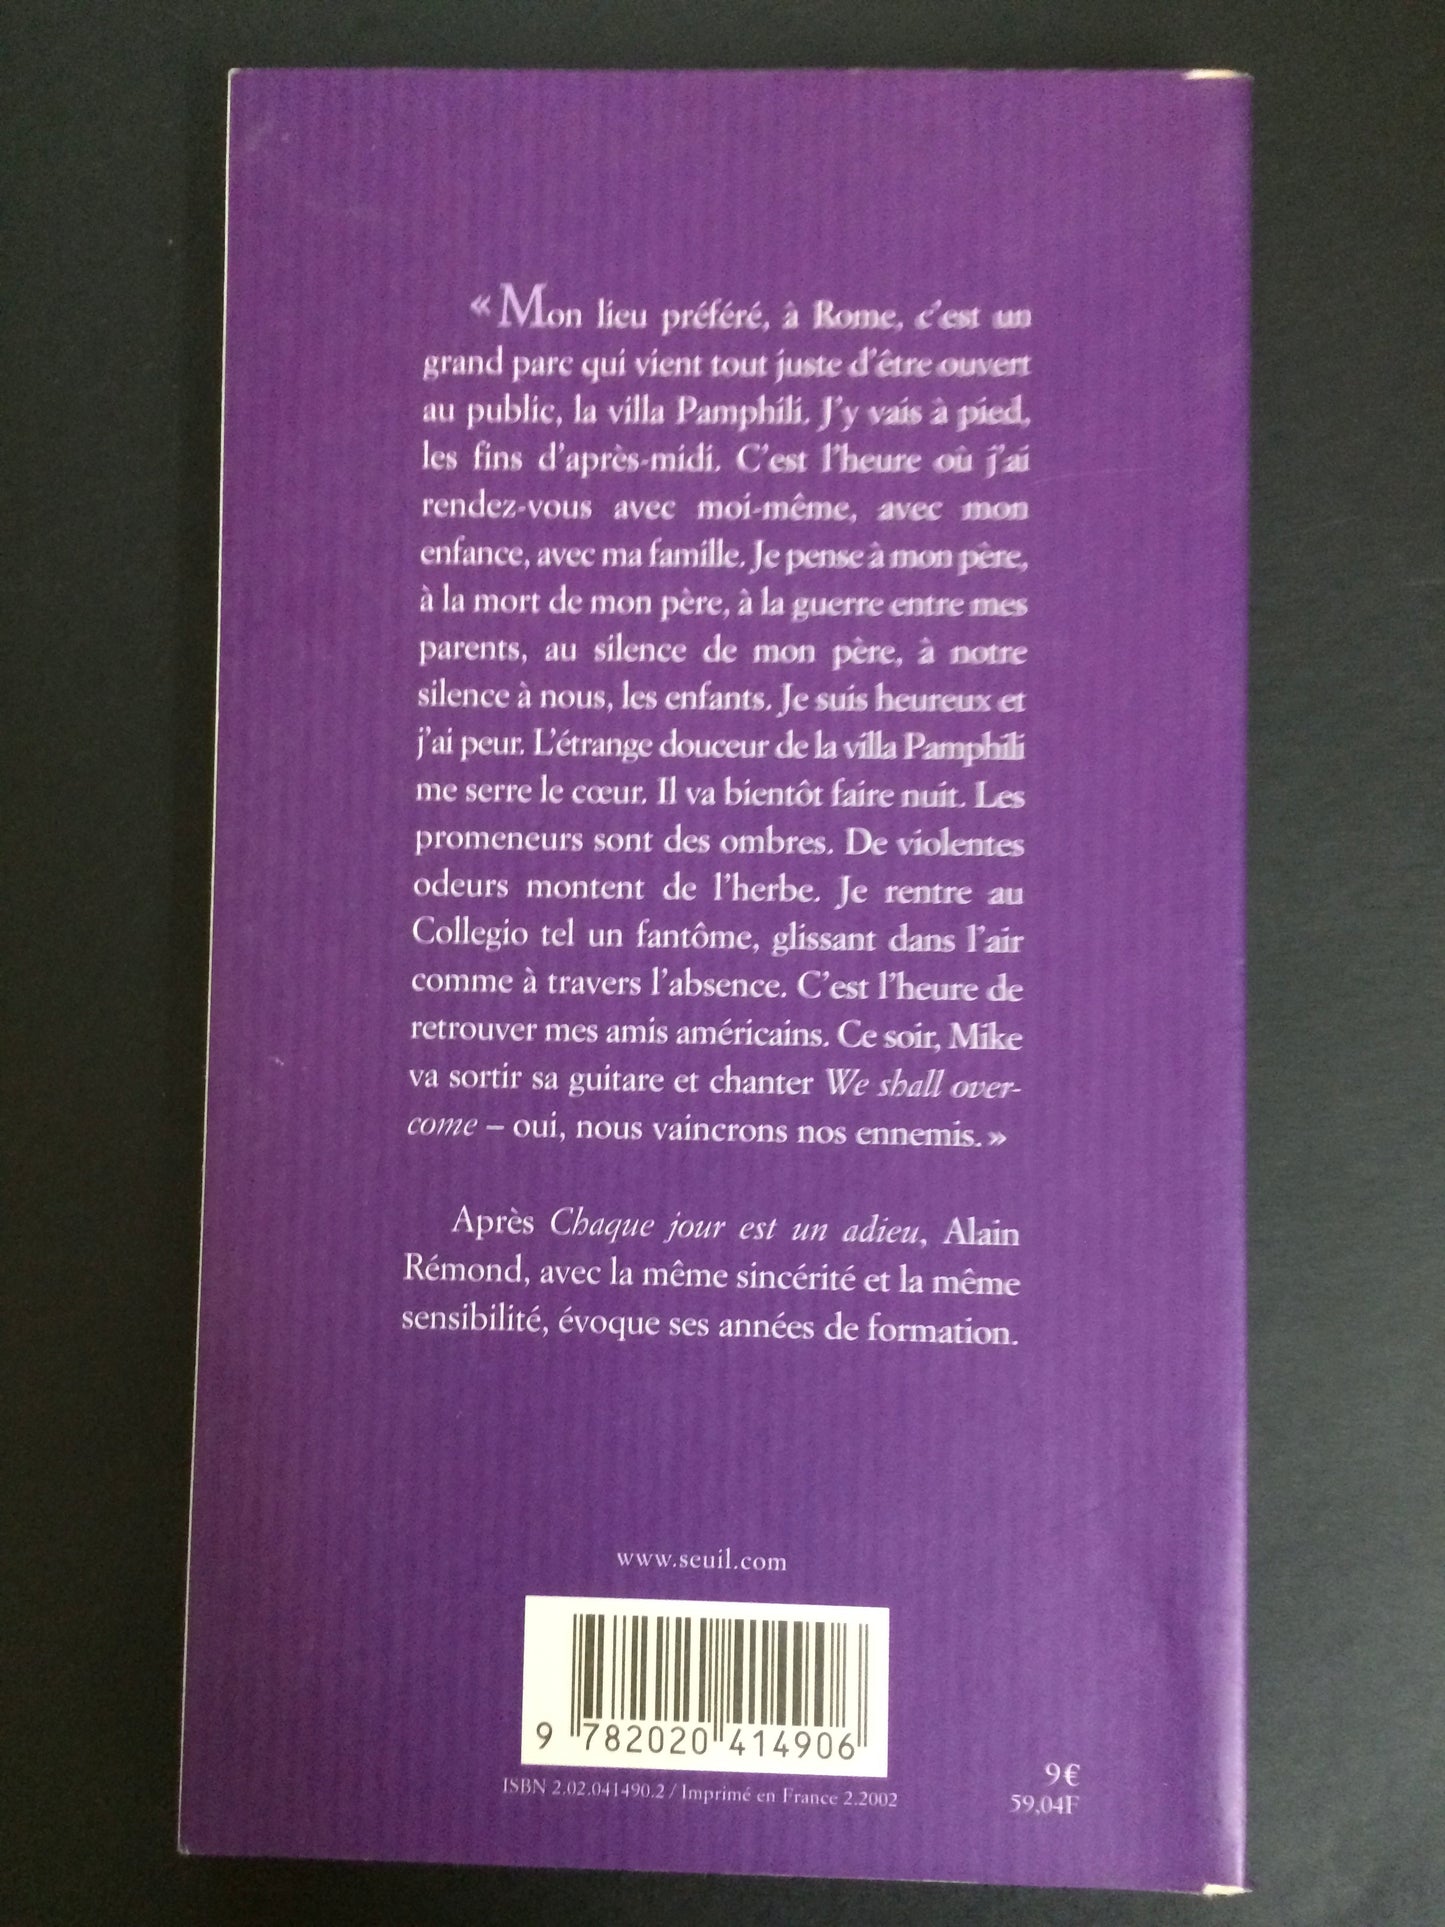 « Mon lieu préféré, à Rome, c'est un
grand parc qui vient tout juste d'être ouvert
au public, la villa Pamphili. J'y vais à pied,
les fins d'après-midi. C'est l'heure où j'ai
rendez-vous avec moi-même, avec mon
enfance, avec ma famille. Je pense à mon père,
à la mort de mon père, à la guerre entre mes
parents, au silence de mon père, à notre
silence à nous, les enfants. Je suis heureux et
j'ai peur. L'étrange douceur de la villa Pamphili
me serre le cœur. Il va bientôt faire nuit. Les
promeneurs sont des ombres. De violentes
odeurs montent de l'herbe. Je rentre au
Collegio tel un fantôme, glissant dans l'air
comme à travers l'absence. C'est l'heure de
retrouver mes amis américains. Ce soir, Mike
va sortir sa guitare et chanter We shall over-
come – oui, nous vaincrons nos ennemis. »
Après Chaque jour est un adieu, Alain
Rémond, avec la même sincérité et la même
sensibilité, évoque ses années de formation.
www.seuil.com
9 782020 414906
ISBN 2.02.041490.2 / Imprimé en France 2.2002
9 €
59,04F